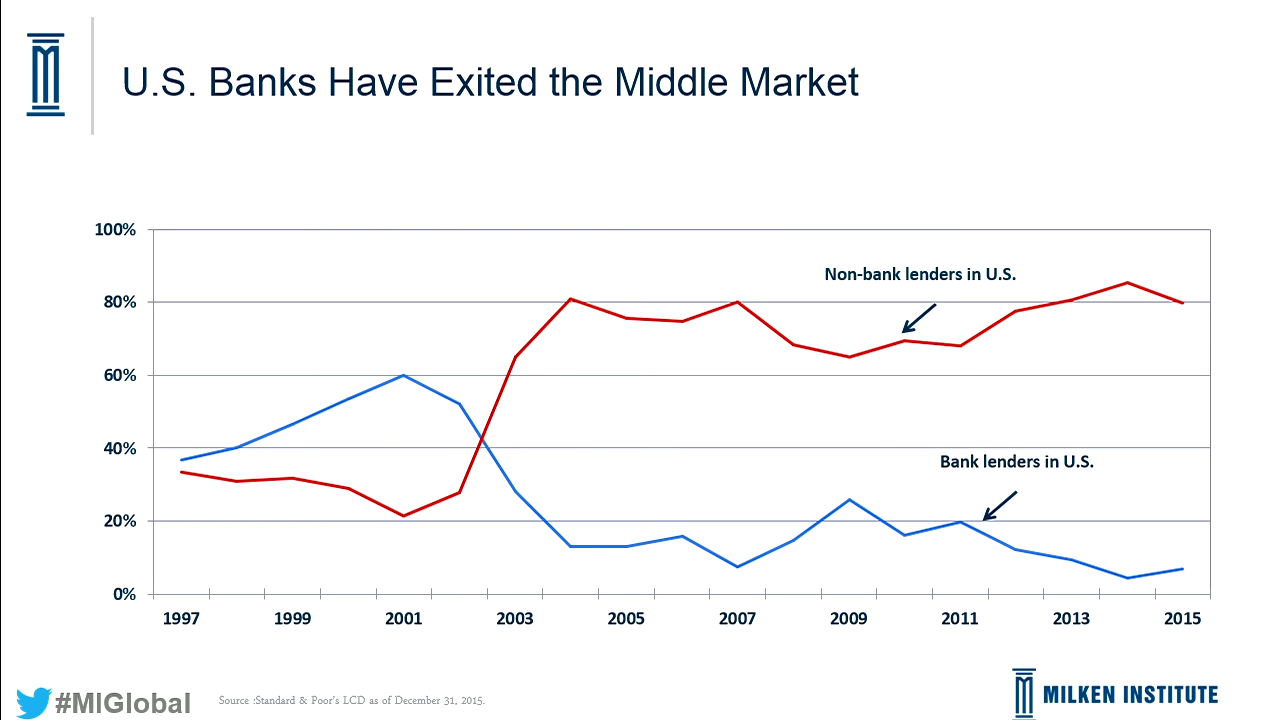 U.S. Banks Have Exited the Middle Market
100%
80%
60%
40%
20%
0%
Non-bank lenders in U.S.
Bank lenders in U.S.
1997 1999 2001 2003 2005 2007 2009 2011 2013 2015
#MIGlobal
Source :Standard & Poor's LCD as of December 31, 2015.
MILKEN INSTITUTE